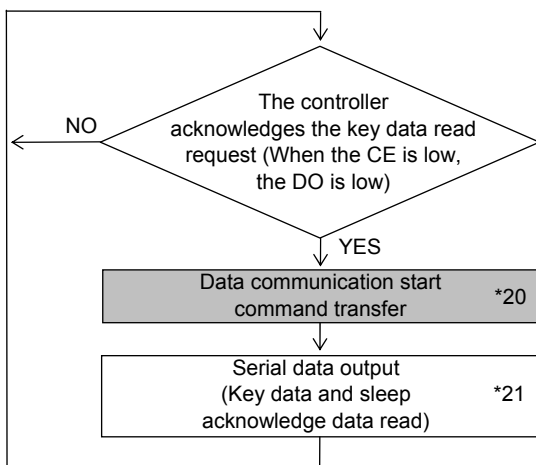 The controller
acknowledges the key data read
request (When the CE is low,
the DO is low)
NO
YES
Data communication start
command transfer
*20
Serial data output
(Key data and sleep
acknowledge data read)
*21